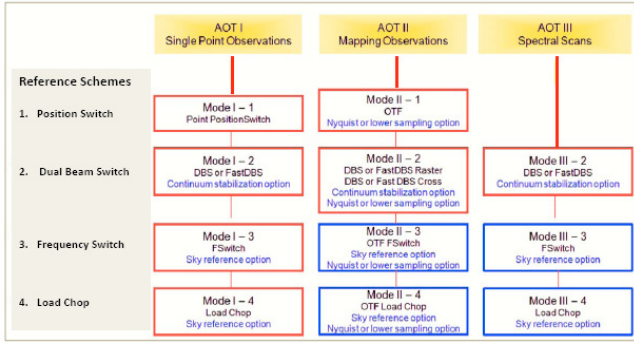 AOT I
Single Point Observations
AOT II
Mapping Observations
AOT III
Spectral Scans
Reference Schemes
1. Position Switch
Mode I – 1
Point PositionSwitch
Mode II – 1
OTF
Nyquist or lower sampling option
2. Dual Beam Switch
Mode I – 2
DBS or FastDBS
Continuum stabilization option
Mode II – 2
DBS or FastDBS Raster
DBS or Fast DBS Cross
Continuum stabilization option
Nyquist or lower sampling option
Mode III – 2
DBS or FastDBS
Continuum stabilization option
3. Frequency Switch
Mode I – 3
FSwitch
Sky reference option
Mode II – 3
OTF FSwitch
Sky reference option
Nyquist or lower sampling option
Mode III – 3
FSwitch
Sky reference option
4. Load Chop
Mode I – 4
Load Chop
Sky reference option
Mode II – 4
OTF Load Chop
Sky reference option
Nyquist or lower sampling option
Mode III – 4
Load Chop
Sky reference option